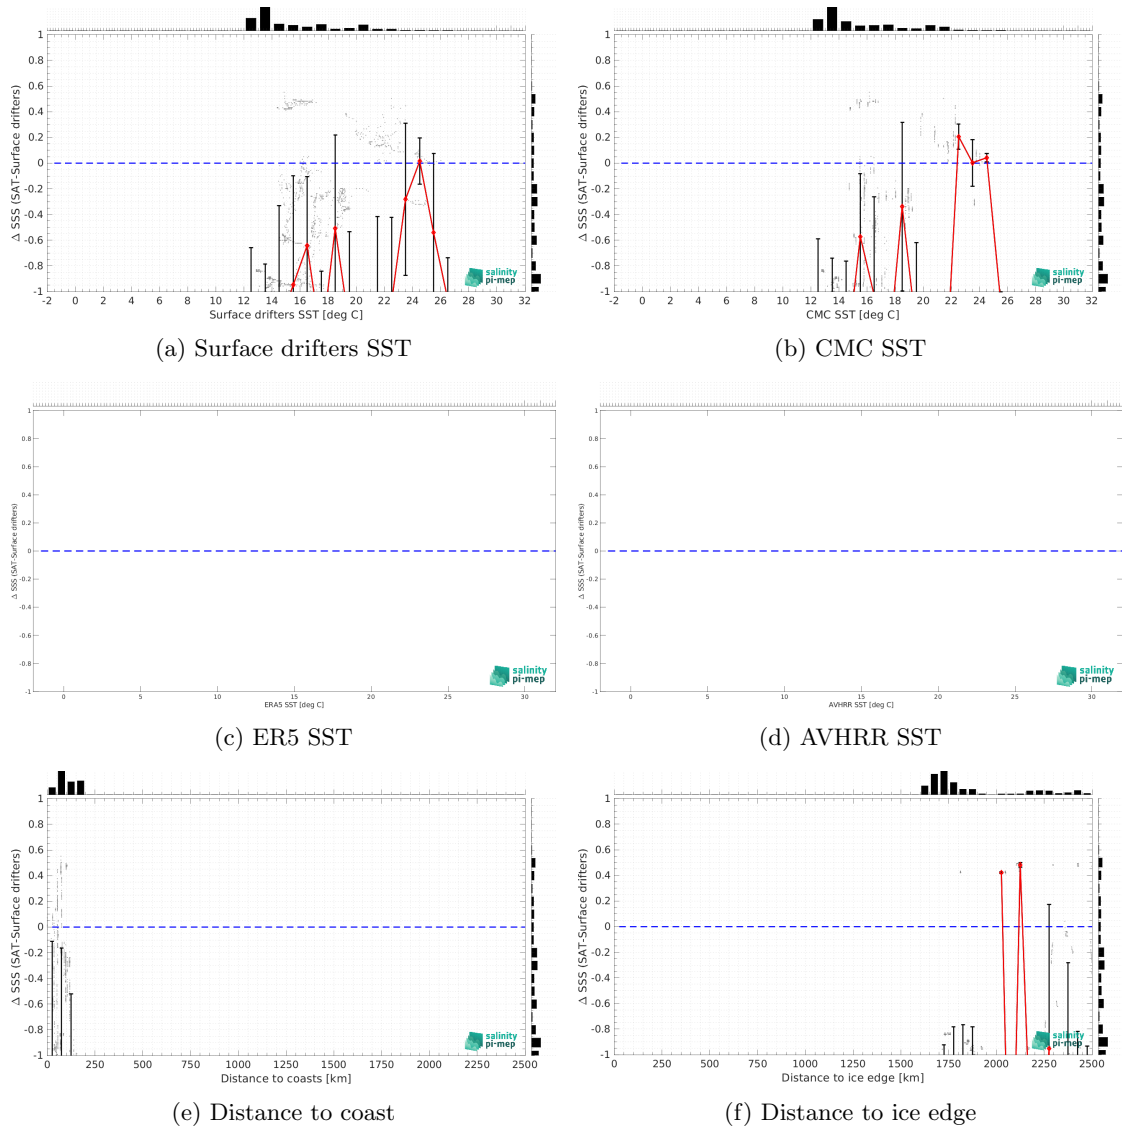 1
0.8
0.6
0.4
0.2
0
-0.2
-0.4
-0.6
-0.8
-1
Δ SSS (SAT-Surface drifters)
salinity
pi-mep
-2 0 2 4 6 8 10 12 14 16 18 20 22 24 26 28 30 32
Surface drifters SST [deg C]
(a) Surface drifters SST
1
0.8
0.6
0.4
0.2
0
-0.2
-0.4
-0.6
-0.8
-1
Δ SSS (SAT-Surface drifters)
salinity
pi-mep
-2 0 2 4 6 8 10 12 14 16 18 20 22 24 26 28 30 32
CMC SST [deg C]
(b) CMC SST
1
0.8
0.6
0.4
0.2
0
-0.2
-0.4
-0.6
-0.8
-1
Δ SSS (SAT-Surface drifters)
salinity
pi-mep
0 5 10 15 20 25 30
ERA5 SST [deg C]
(c) ER5 SST
1
0.8
0.6
0.4
0.2
0
-0.2
-0.4
-0.6
-0.8
-1
Δ SSS (SAT-Surface drifters)
salinity
pi-mep
0 5 10 15 20 25 30
AVHRR SST [deg C]
(d) AVHRR SST
1
0.8
0.6
0.4
0.2
0
-0.2
-0.4
-0.6
-0.8
-1
Δ SSS (SAT-Surface drifters)
salinity
pi-mep
0 250 500 750 1000 1250 1500 1750 2000 2250 2500
Distance to coasts [km]
(e) Distance to coast
1
0.8
0.6
0.4
0.2
0
-0.2
-0.4
-0.6
-0.8
-1
Δ SSS (SAT-Surface drifters)
salinity
pi-mep
0 250 500 750 1000 1250 1500 1750 2000 2250 2500
Distance to ice edge [km]
(f) Distance to ice edge